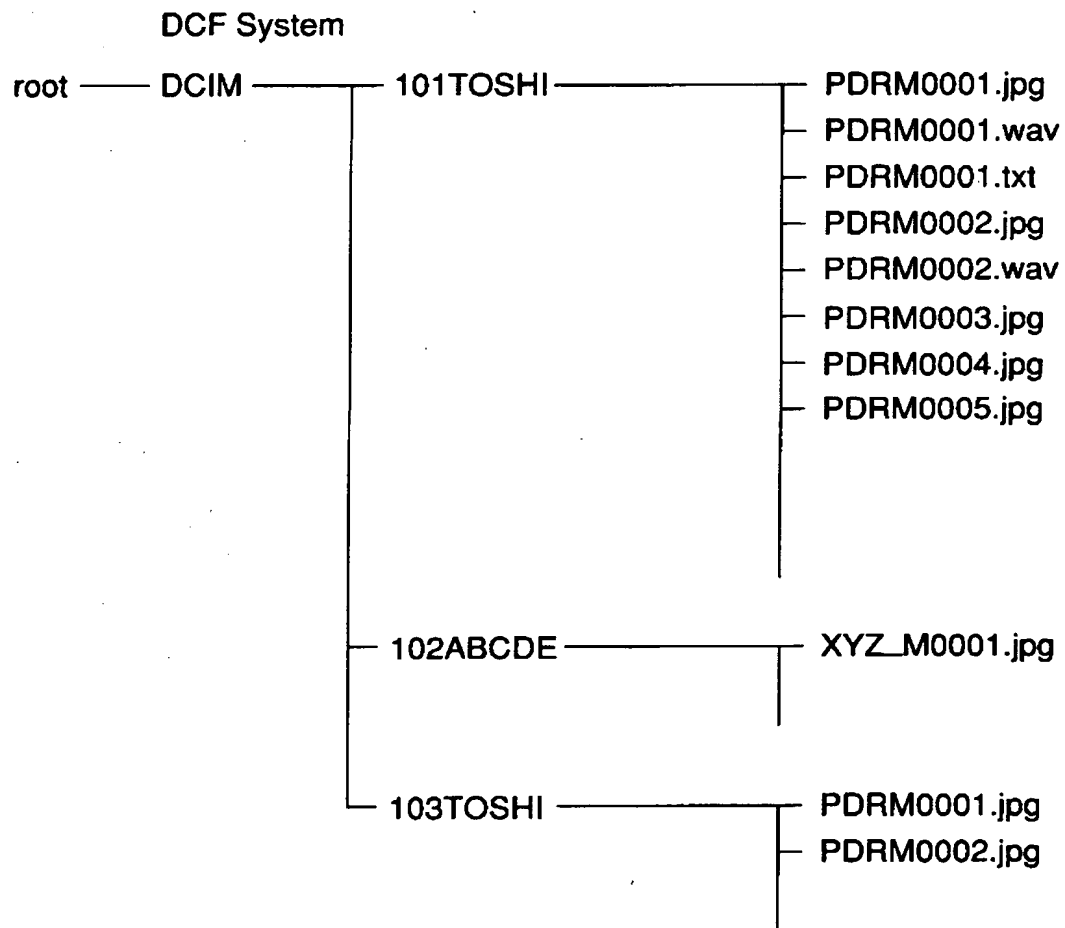 DCF System
root DCIM 101TOSHI PDRM0001.jpg
PDRM0001.wav
PDRM0001.txt
PDRM0002.jpg
PDRM0002.wav
PDRM0003.jpg
PDRM0004.jpg
PDRM0005.jpg
102ABCDE XYZ_M0001.jpg
103TOSHI PDRM0001.jpg
PDRM0002.jpg